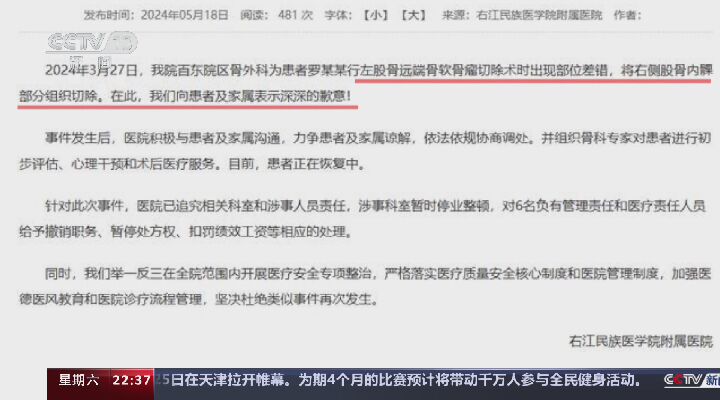 发布时间：2024年05月18日 阅读： 481 次 字体：【小】【大】 来源：右江民族医学院附属医院 作者：
CCTV 13
新闻
2024年3月27日，我院百东院区骨外科为患者罗某某行左股骨远端骨软骨瘤切除术时出现部位差错，将右侧股骨内髁
部分组织切除。在此，我们向患者及家属表示深深的歉意！
事件发生后，医院积极与患者及家属沟通，力争患者及家属谅解，依法依规协商调处。并组织骨科专家对患者进行初
步评估、心理干预和术后医疗服务。目前，患者正在恢复中。
针对此次事件，医院已追究相关科室和涉事人员责任，涉事科室暂时停业整顿，对6名负有管理责任和医疗责任人员
给予撤销职务、暂停处方权、扣罚绩效工资等相应的处理。
同时，我们举一反三在全院范围内开展医疗安全专项整治，严格落实医疗质量安全核心制度和医院管理制度，加强医
德医风教育和医院诊疗流程管理，坚决杜绝类似事件再次发生。
右江民族医学院附属医院
星期六 22:37 25日在天津拉开帷幕。为期4个月的比赛预计将带动千万人参与全民健身活动。 CCTV 新闻